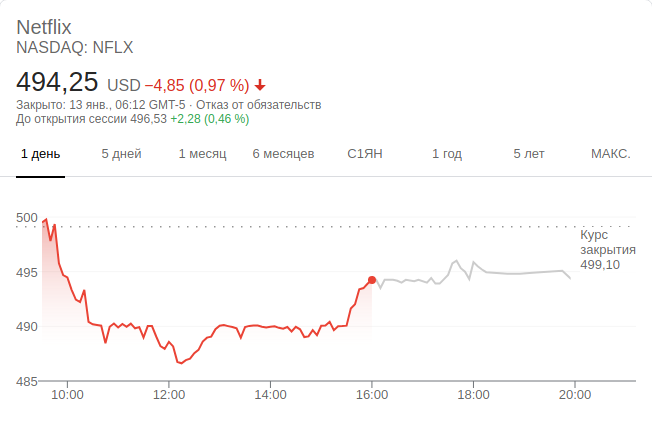 Netflix
NASDAQ: NFLX
494,25 USD −4,85 (0,97 %)
Закрыто: 13 янв., 06:12 GMT-5 · Отказ от обязательств
До открытия сессии 496,53 +2,28 (0,46 %)
1 день 5 дней 1 месяц 6 месяцев С1ЯН 1 год 5 лет МАКС.
500
Курс
закрытия
499,10
495
490
485
10:00 12:00 14:00 16:00 18:00 20:00